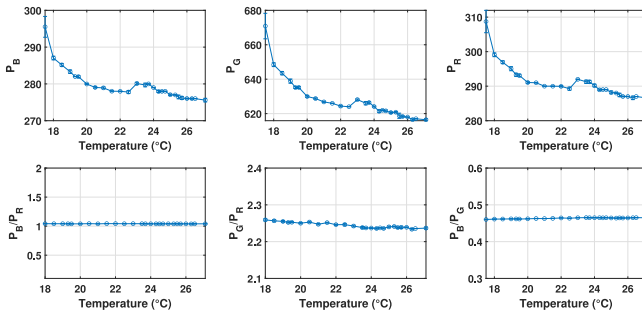 300
290
280
270
P_B
18 20 22 24 26
Temperature (°C)
680
660
640
620
P_G
18 20 22 24 26
Temperature (°C)
310
300
290
280
P_R
18 20 22 24 26
Temperature (°C)
2
1.5
1
0.5
P_B/P_R
18 20 22 24 26
Temperature (°C)
2.4
2.3
2.2
2.1
P_G/P_R
18 20 22 24 26
Temperature (°C)
0.6
0.5
0.4
0.3
P_B/P_G
18 20 22 24 26
Temperature (°C)